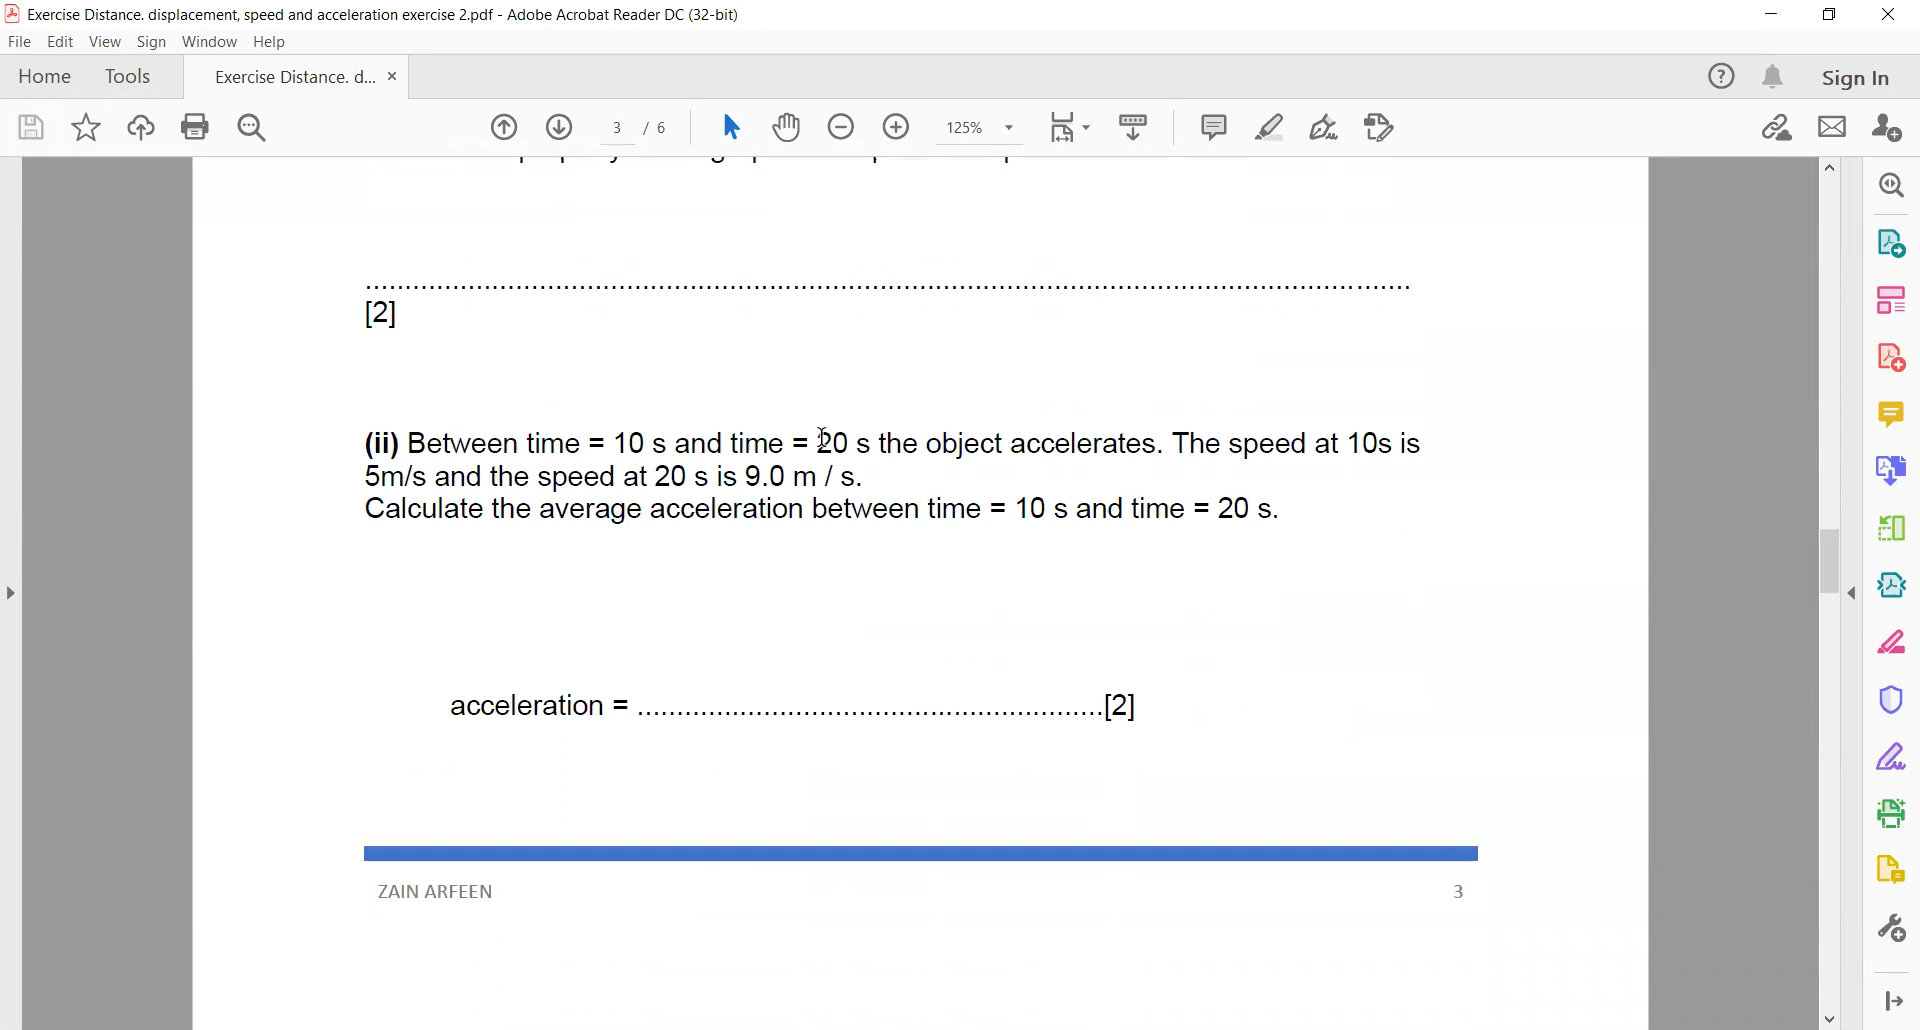 Exercise Distance. displacement, speed and acceleration exercise 2.pdf - Adobe Acrobat Reader DC (32-bit)
File Edit View Sign Window Help
Home Tools Exercise Distance. d... × Sign In
3 / 6 125%
................................................................................................................................
[2]
(ii) Between time = 10 s and time = 20 s the object accelerates. The speed at 10s is
5m/s and the speed at 20 s is 9.0 m / s.
Calculate the average acceleration between time = 10 s and time = 20 s.
acceleration = ..........................................................[2]
ZAIN ARFEEN 3